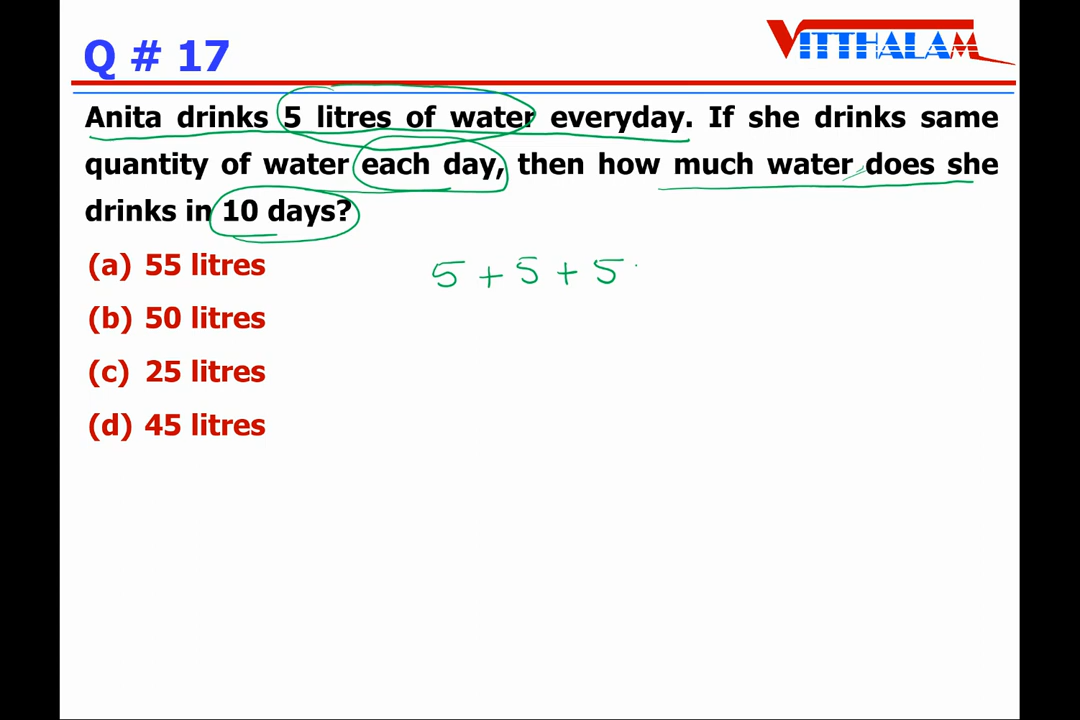 Q # 17
VITTHALAM
Anita drinks 5 litres of water everyday. If she drinks same
quantity of water each day, then how much water does she
drinks in 10 days?
(a) 55 litres
5 + 5 + 5
(b) 50 litres
(c) 25 litres
(d) 45 litres